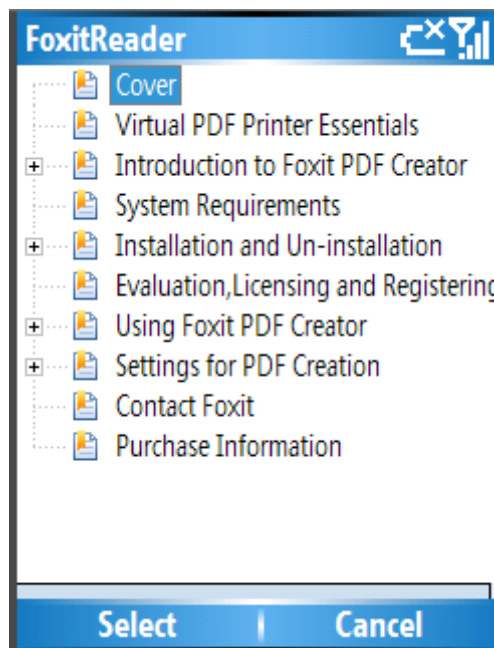 FoxitReader
Cover
Virtual PDF Printer Essentials
Introduction to Foxit PDF Creator
System Requirements
Installation and Un-installation
Evaluation,Licensing and Registering
Using Foxit PDF Creator
Settings for PDF Creation
Contact Foxit
Purchase Information
Select Cancel